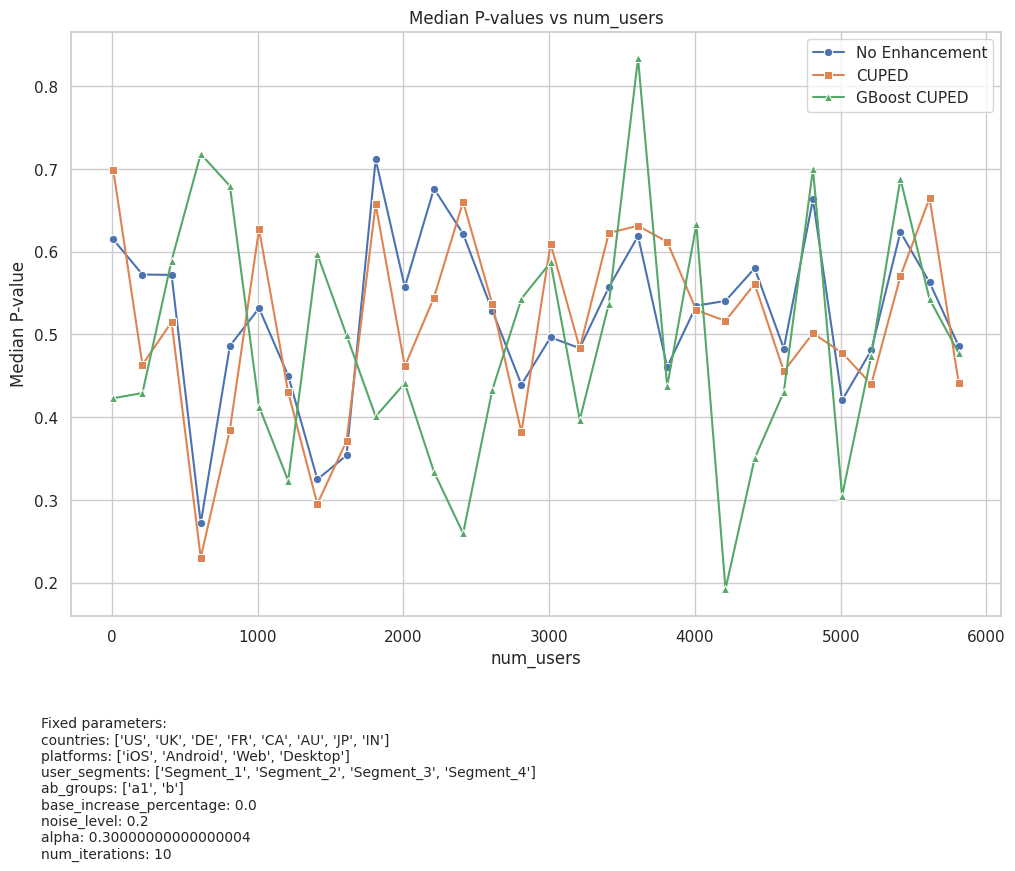 Median P-values vs num_users
No Enhancement
CUPED
GBoost CUPED
Median P-value
0.8
0.7
0.6
0.5
0.4
0.3
0.2
0 1000 2000 3000 4000 5000 6000
num_users
Fixed parameters:
countries: ['US', 'UK', 'DE', 'FR', 'CA', 'AU', 'JP', 'IN']
platforms: ['iOS', 'Android', 'Web', 'Desktop']
user_segments: ['Segment_1', 'Segment_2', 'Segment_3', 'Segment_4']
ab_groups: ['a1', 'b']
base_increase_percentage: 0.0
noise_level: 0.2
alpha: 0.30000000000000004
num_iterations: 10